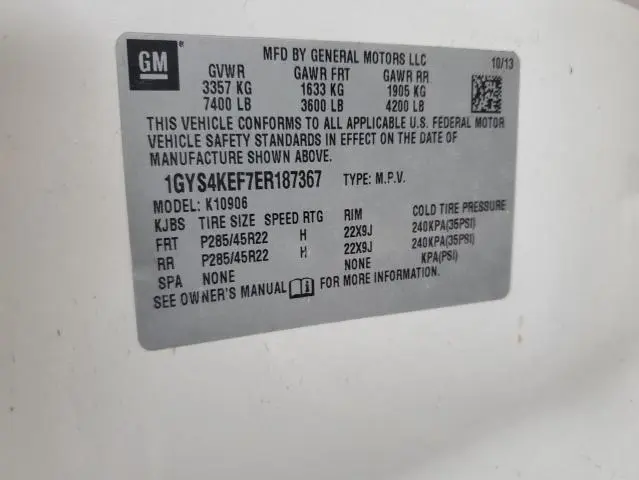 GM
MFD BY GENERAL MOTORS LLC 10/13
GVWR GAWR FRT GAWR RR
3357 KG 1633 KG 1905 KG
7400 LB 3600 LB 4200 LB
THIS VEHICLE CONFORMS TO ALL APPLICABLE U.S. FEDERAL MOTOR
VEHICLE SAFETY STANDARDS IN EFFECT ON THE DATE OF
MANUFACTURE SHOWN ABOVE.
1GYS4KEF7ER187367 TYPE: M.P.V.
MODEL: K10906
KJBS TIRE SIZE SPEED RTG RIM COLD TIRE PRESSURE
FRT P285/45R22 H 22X9J 240KPA(35PSI)
RR P285/45R22 H 22X9J 240KPA(35PSI)
SPA NONE NONE KPA(PSI)
SEE OWNER'S MANUAL FOR MORE INFORMATION.